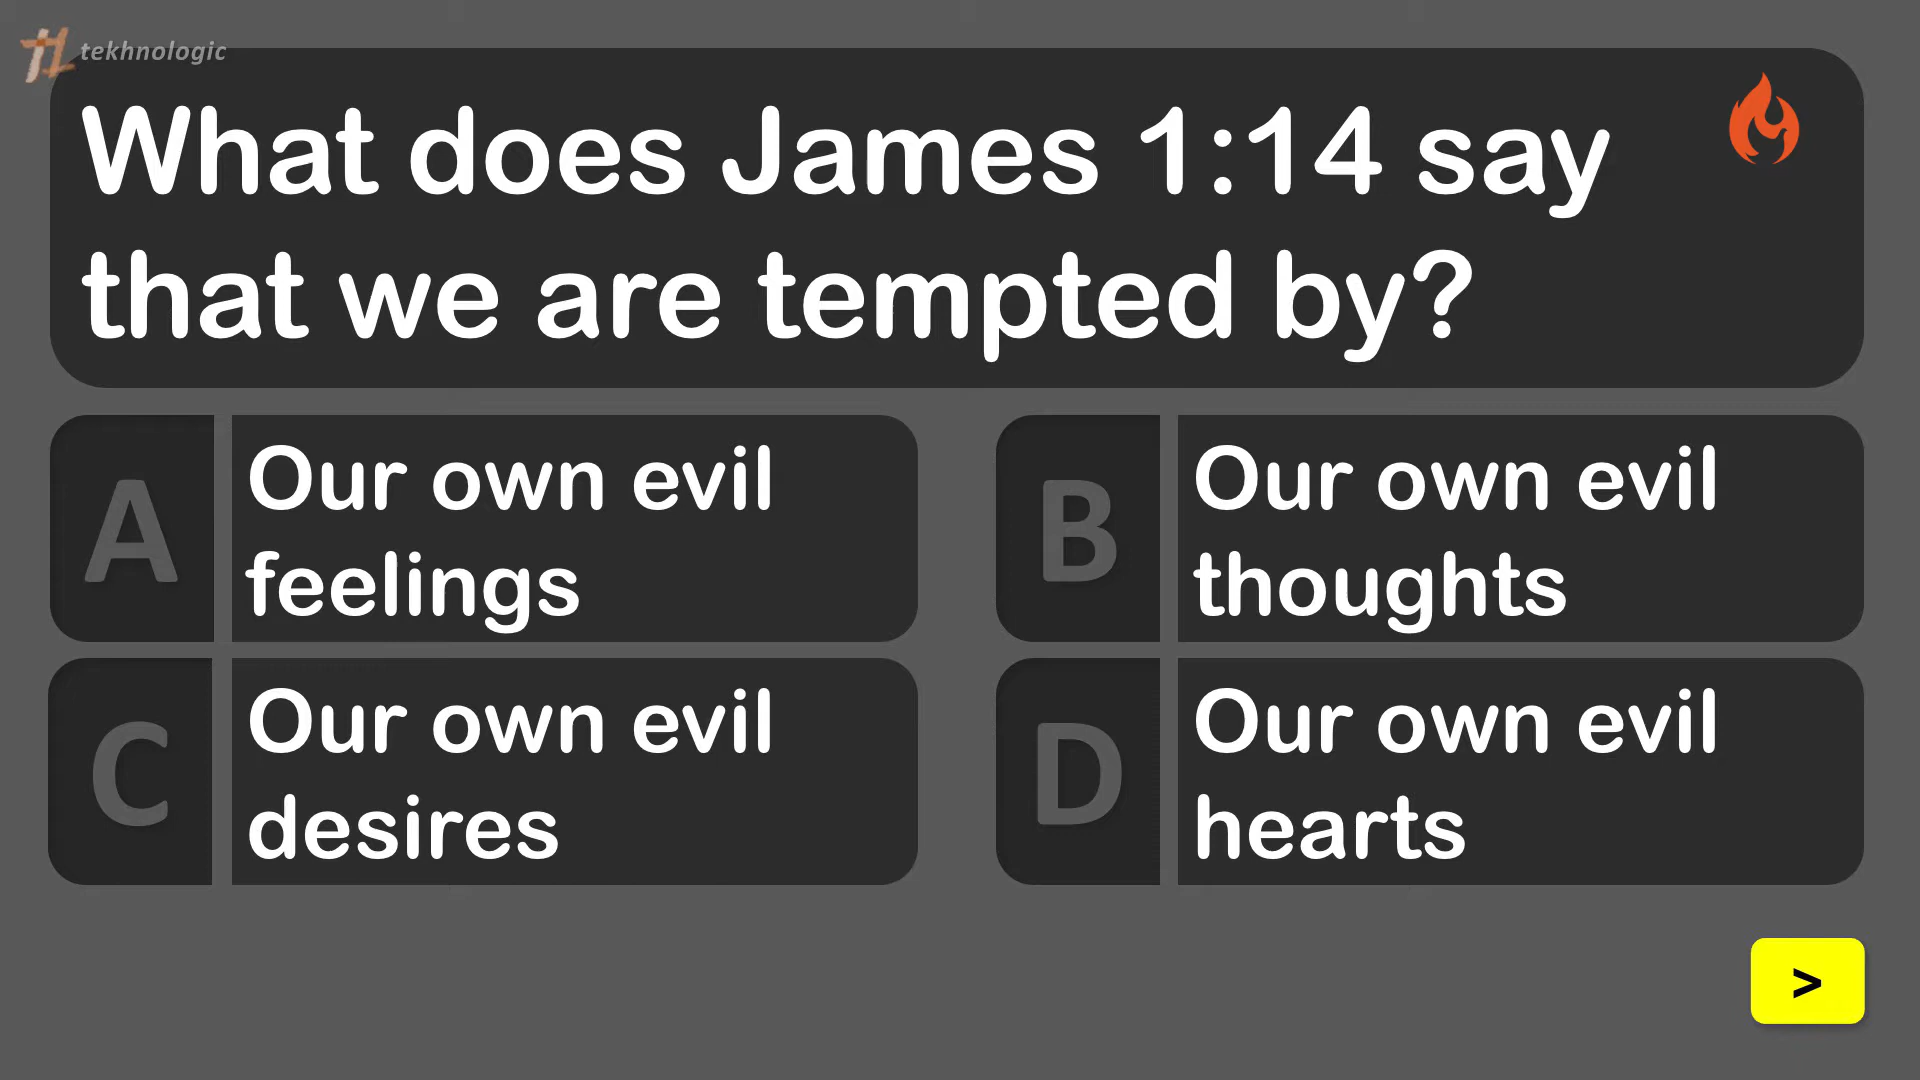 tekhnologic
What does James 1:14 say
that we are tempted by?
A
Our own evil
feelings
B
Our own evil
thoughts
C
Our own evil
desires
D
Our own evil
hearts
>